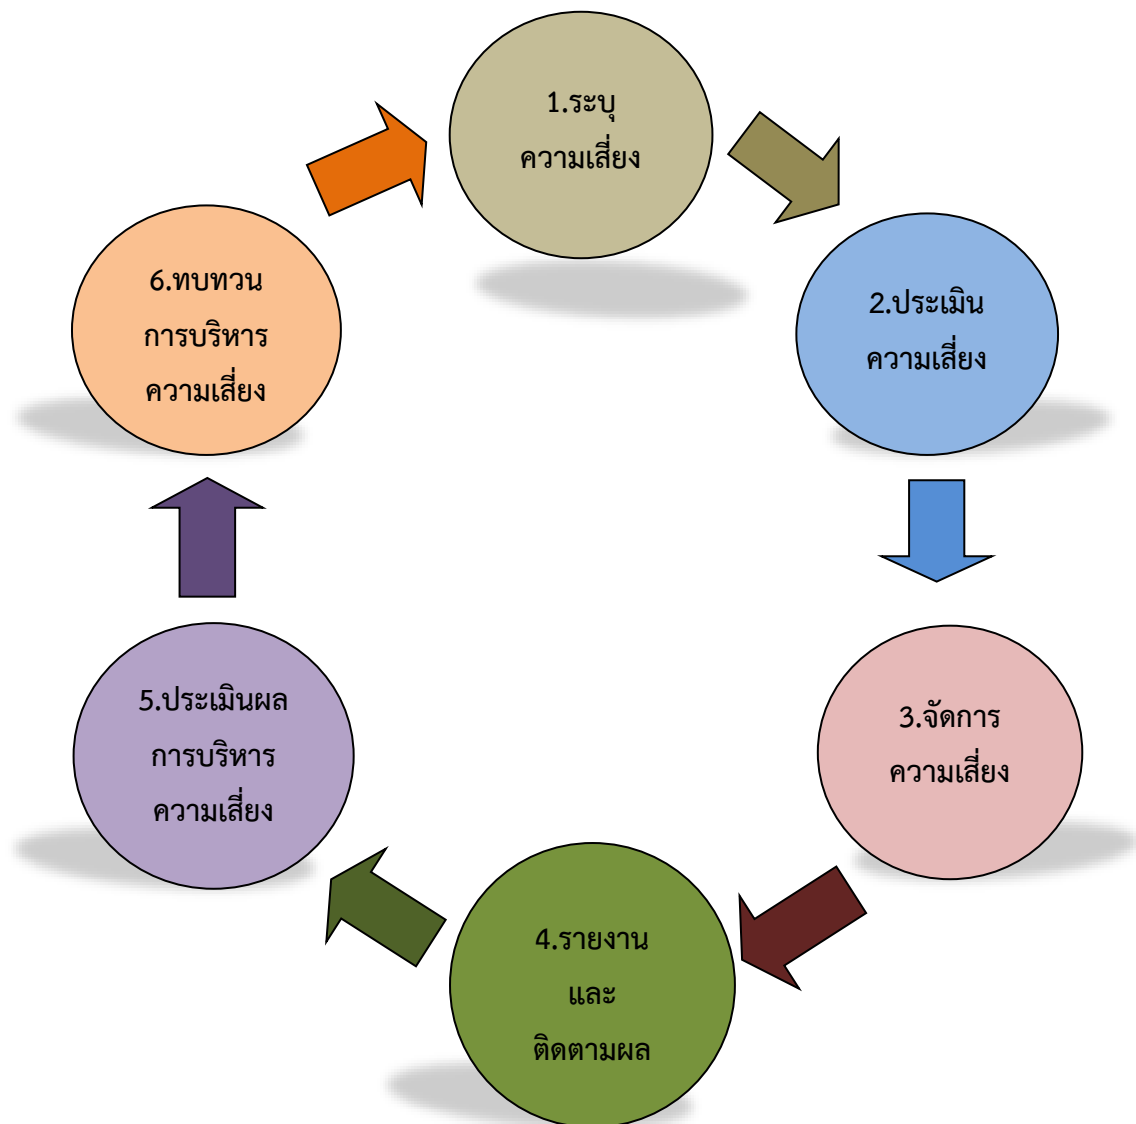 1.ระบุ
ความเสี่ยง
2.ประเมิน
ความเสี่ยง
3.จัดการ
ความเสี่ยง
4.รายงาน
และ
ติดตามผล
5.ประเมินผล
การบริหาร
ความเสี่ยง
6.ทบทวน
การบริหาร
ความเสี่ยง